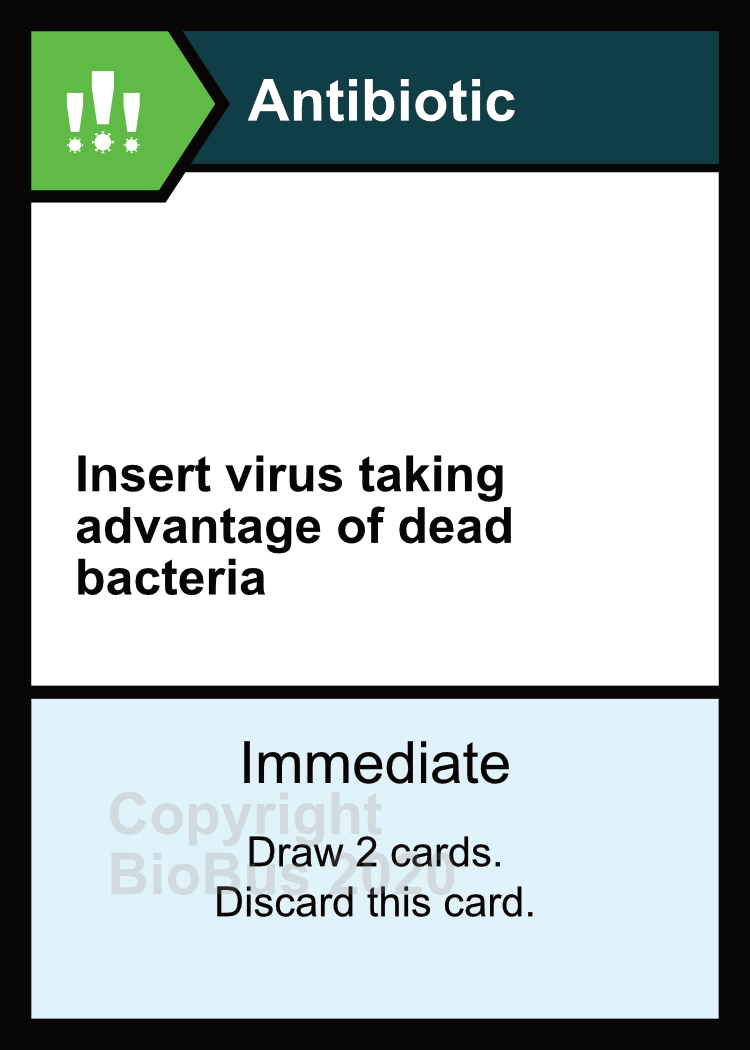 Antibiotic
Insert virus taking
advantage of dead
bacteria
Immediate
Copyright
Draw 2 cards.
BioBus 2020
Discard this card.